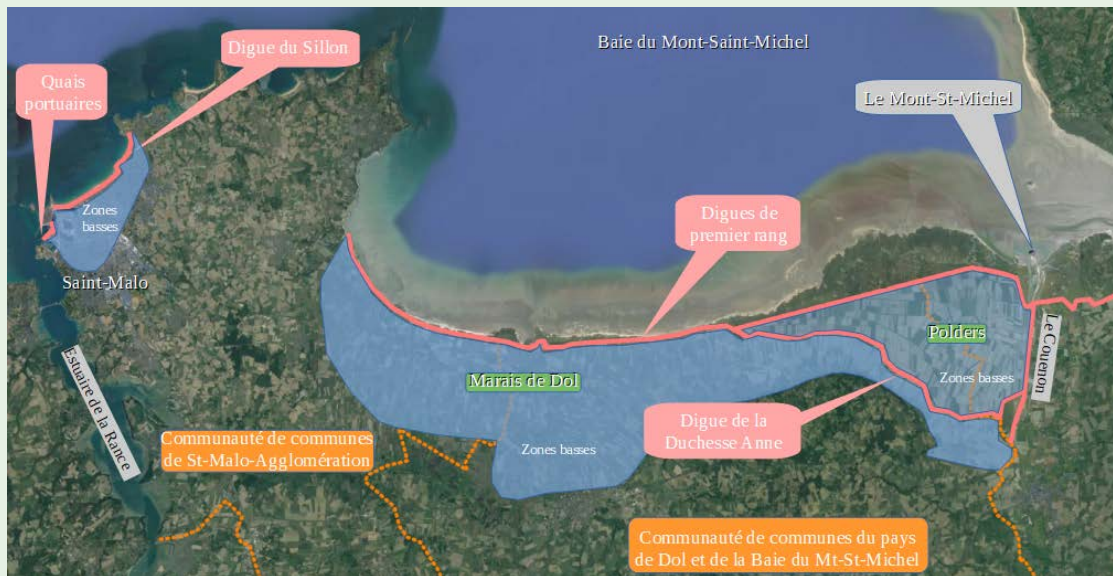 Digue du Sillon
Baie du Mont-Saint-Michel
Quais
portuaires
Le Mont-St-Michel
Zones
basses
Digues de
premier rang
Saint-Malo
Polders
Le Couenon
Estuaire de la Rance
Marais de Dol
Zones basses
Digue de la
Duchesse Anne
Communauté de communes
de St-Malo-Agglomération
Zones basses
Communauté de communes du pays
de Dol et de la Baie du Mt-St-Michel